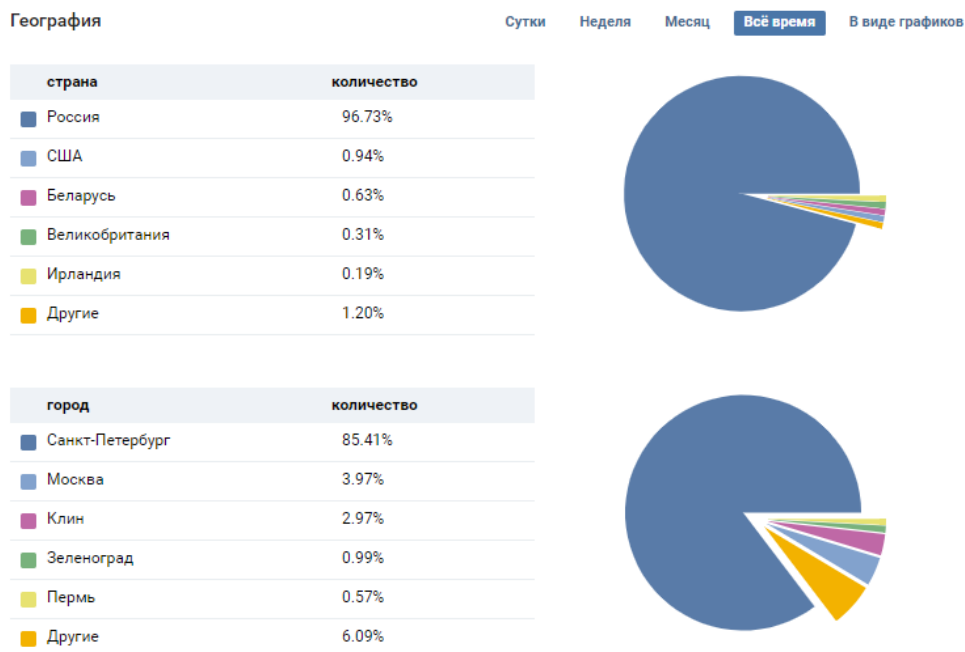 География Сутки Неделя Месяц Всё время В виде графиков
страна количество
Россия 96.73%
США 0.94%
Беларусь 0.63%
Великобритания 0.31%
Ирландия 0.19%
Другие 1.20%
город количество
Санкт-Петербург 85.41%
Москва 3.97%
Клин 2.97%
Зеленоград 0.99%
Пермь 0.57%
Другие 6.09%